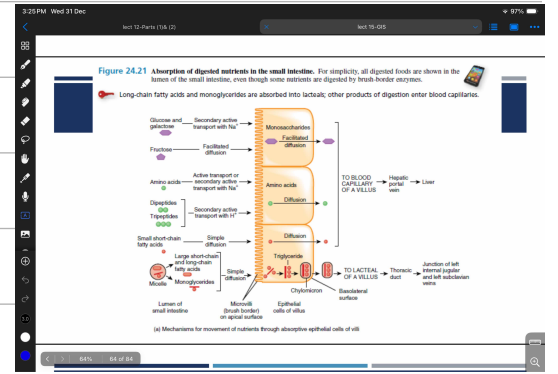 3:25 PM Wed 31 Dec
97%
lect 12-Parts (1)& (2)
lect 15-GIS
Figure 24.21 Absorption of digested nutrients in the small intestine. For simplicity, all digested foods are shown in the
lumen of the small intestine, even though some nutrients are digested by brush-border enzymes.
Long-chain fatty acids and monoglycerides are absorbed into lacteals; other products of digestion enter blood capillaries.
Glucose and
galactose
Secondary active
transport with Na+
Monosaccharides
Facilitated
diffusion
Fructose
Facilitated
diffusion
Amino acids
Active transport or
secondary active
transport with Na+
Amino acids
TO BLOOD
CAPILLARY
OF A VILLUS
Hepatic
portal
vein
Liver
Dipeptides
Tripeptides
Secondary active
transport with H+
Diffusion
Small short-chain
fatty acids
Simple
diffusion
Diffusion
Triglyceride
Large short-chain
and long-chain
fatty acids
Micelle
Monoglycerides
Simple
diffusion
TO LACTEAL
OF A VILLUS
Thoracic
duct
Junction of left
internal jugular
and left subclavian
veins
Chylomicron
Basolateral
surface
Lumen of
small intestine
Microvilli
(brush border)
on apical surface
Epithelial
cells of villus
(a) Mechanisms for movement of nutrients through absorptive epithelial cells of villi
64%
64 of 84